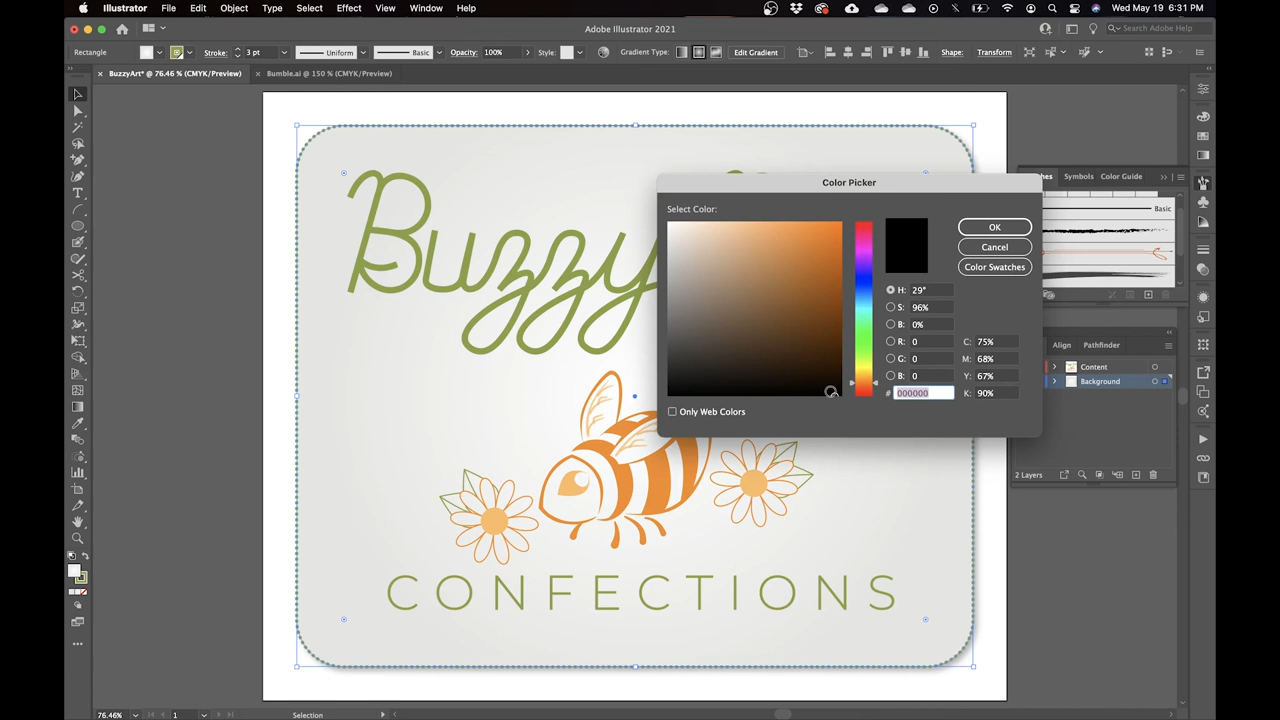 Illustrator File Edit Object Type Select Effect View Window Help Wed May 19 6:31 PM
Adobe Illustrator 2021 Search Adobe Help
Rectangle Stroke: 3 pt Uniform Basic Opacity: 100% Style: Gradient Type: Edit Gradient Shape: Transform
× BuzzyArt* @ 76.46 % (CMYK/Preview) × Bumble.ai @ 150 % (CMYK/Preview)
Buzzy
Color Picker
Select Color:
OK
Cancel
Color Swatches
H: 29°
S: 96%
B: 0%
R: 0 C: 75%
G: 0 M: 68%
B: 0 Y: 67%
# 000000 K: 90%
Only Web Colors
Symbols Color Guide
Basic
Align Pathfinder
Content
Background
2 Layers
CONFECTIONS
76.46% 1 Selection